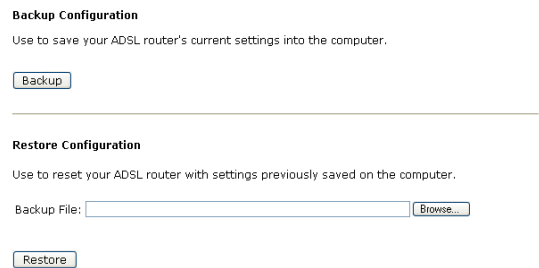 Backup Configuration
Use to save your ADSL router's current settings into the computer.
Backup
Restore Configuration
Use to reset your ADSL router with settings previously saved on the computer.
Backup File: Browse...
Restore